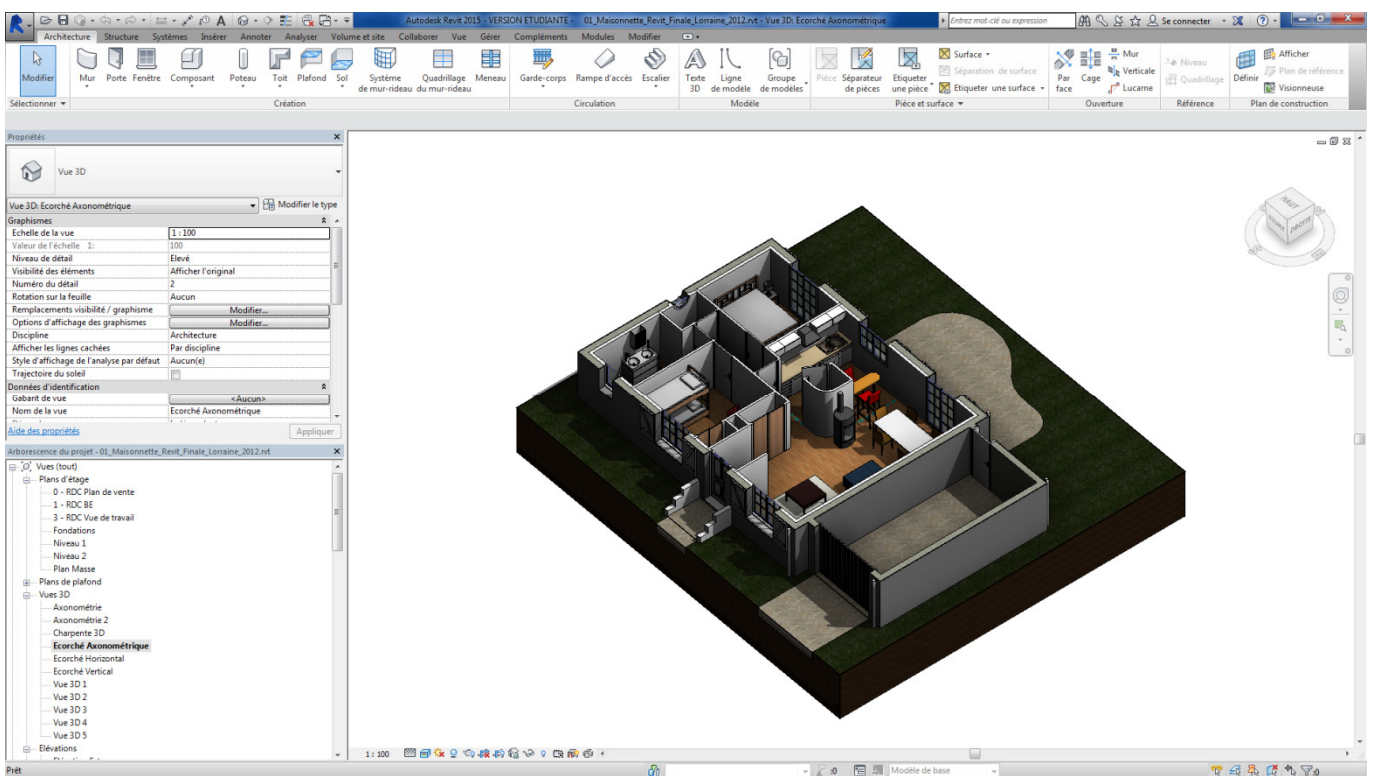 Autodesk Revit 2015 - VERSION ETUDIANTE - 01_Maisonnette_Revit_Finale_Lorraine_2012.rvt - Vue 3D: Ecorché Axonométrique
Entrez mot-clé ou expression
Se connecter
Architecture Structure Systèmes Insérer Annoter Analyser Volume et site Collaborer Vue Gérer Compléments Modules Modifier
Modifier
Mur Porte Fenêtre Composant Poteau Toit Plafond Sol
Système de mur-rideau
Quadrillage du mur-rideau
Meneau
Garde-corps Rampe d'accès Escalier
Texte 3D
Ligne de modèle
Groupe de modèles
Pièce
Séparateur de pièces
Etiqueter une pièce
Surface
Séparation de surface
Etiqueter une surface
Par face
Cage
Mur
Verticale
Lucarne
Niveau
Quadrillage
Définir
Afficher
Plan de référence
Visionneuse
Sélectionner
Création
Circulation
Modèle
Pièce et surface
Ouverture
Référence
Plan de construction
Propriétés
Vue 3D
Vue 3D: Ecorché Axonométrique
Modifier le type
Graphismes
Echelle de la vue 1 : 100
Valeur de l'échelle 1: 100
Niveau de détail Elevé
Visibilité des éléments Afficher l'original
Numéro du détail 2
Rotation sur la feuille Aucun
Remplacements visibilité / graphisme Modifier...
Options d'affichage des graphismes Modifier...
Discipline Architecture
Afficher les lignes cachées Par discipline
Style d'affichage de l'analyse par défaut Aucun(e)
Trajectoire du soleil
Données d'identification
Gabarit de vue <Aucun>
Nom de la vue Ecorché Axonométrique
Aide des propriétés
Appliquer
Arborescence du projet - 01_Maisonnette_Revit_Finale_Lorraine_2012.rvt
Vues (tout)
Plans d'étage
0 - RDC Plan de vente
1 - RDC BE
3 - RDC Vue de travail
Fondations
Niveau 1
Niveau 2
Plan Masse
Plans de plafond
Vues 3D
Axonométrie
Axonométrie 2
Charpente 3D
Ecorché Axonométrique
Ecorché Horizontal
Ecorché Vertical
Vue 3D 1
Vue 3D 2
Vue 3D 3
Vue 3D 4
Vue 3D 5
Elévations
HAUT
DROITE
1 : 100
Prêt
:0
Modèle de base
:0